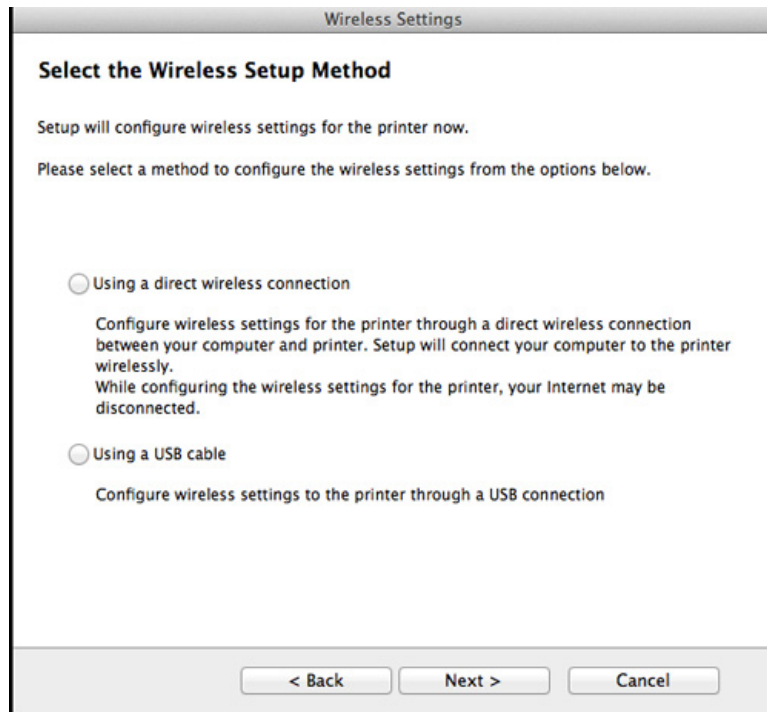 Wireless Settings
Select the Wireless Setup Method
Setup will configure wireless settings for the printer now.
Please select a method to configure the wireless settings from the options below.
Using a direct wireless connection
Configure wireless settings for the printer through a direct wireless connection
between your computer and printer. Setup will connect your computer to the printer
wirelessly.
While configuring the wireless settings for the printer, your Internet may be
disconnected.
Using a USB cable
Configure wireless settings to the printer through a USB connection
< Back Next > Cancel